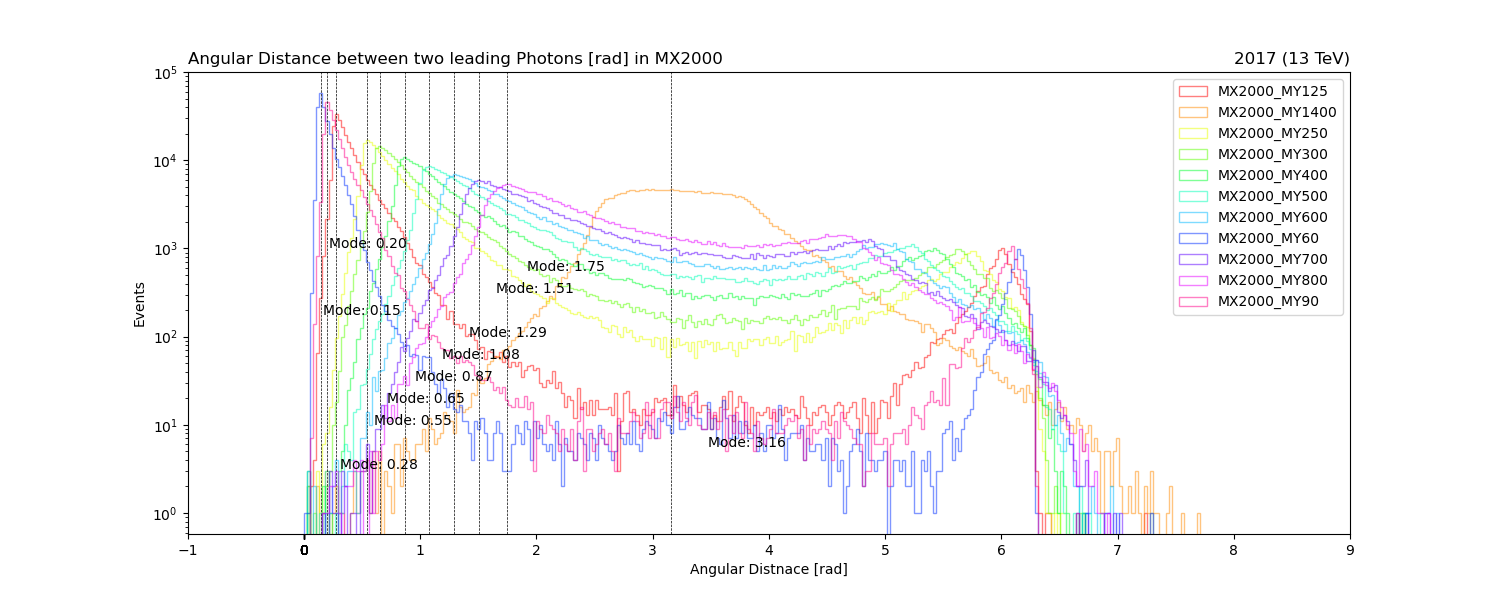 Angular Distance between two leading Photons [rad] in MX2000
2017 (13 TeV)
10^5
10^4
10^3
10^2
10^1
10^0
Events
MX2000_MY125
MX2000_MY1400
MX2000_MY250
MX2000_MY300
MX2000_MY400
MX2000_MY500
MX2000_MY600
MX2000_MY60
MX2000_MY700
MX2000_MY800
MX2000_MY90
Mode: 0.20
Mode: 1.75
Mode: 1.51
Mode: 0.15
Mode: 1.29
Mode: 1.08
Mode: 0.87
Mode: 0.65
Mode: 0.55
Mode: 3.16
Mode: 0.28
−1 0 1 2 3 4 5 6 7 8 9
Angular Distnace [rad]